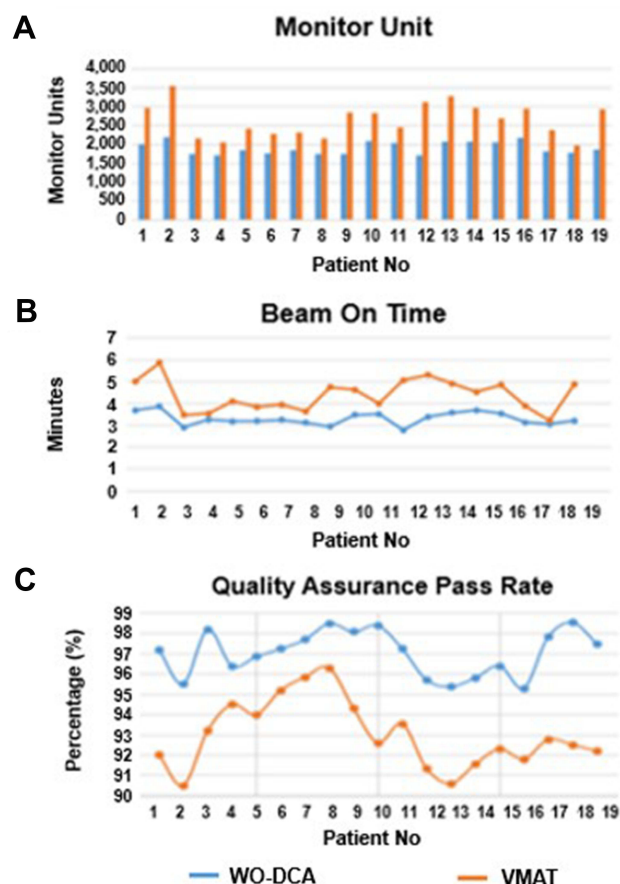 A
Monitor Unit
4,000
3,500
3,000
2,500
2,000
1,500
1,000
500
0
Monitor Units
1 2 3 4 5 6 7 8 9 10 11 12 13 14 15 16 17 18 19
Patient No
B
Beam On Time
7
6
5
4
3
2
1
0
Minutes
1 2 3 4 5 6 7 8 9 10 11 12 13 14 15 16 17 18 19
Patient No
C
Quality Assurance Pass Rate
99
98
97
96
95
94
93
92
91
90
Percentage (%)
1 2 3 4 5 6 7 8 9 10 11 12 13 14 15 16 17 18 19
Patient No
WO-DCA VMAT